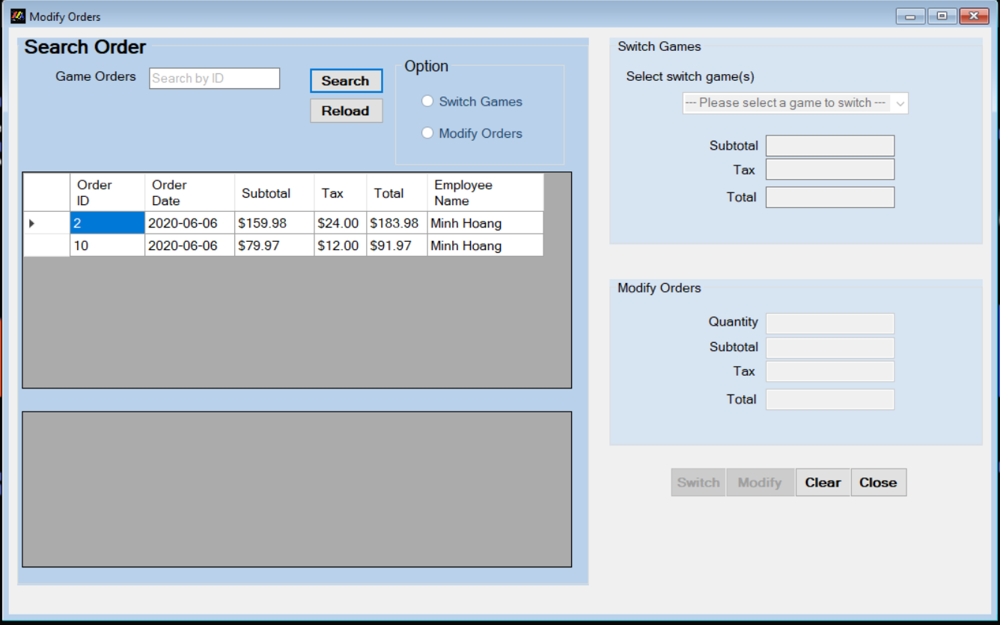 Modify Orders
Search Order
Game Orders Search by ID Search
Reload
Option
Switch Games
Modify Orders
Order ID Order Date Subtotal Tax Total Employee Name
2 2020-06-06 $159.98 $24.00 $183.98 Minh Hoang
10 2020-06-06 $79.97 $12.00 $91.97 Minh Hoang
Switch Games
Select switch game(s)
--- Please select a game to switch ---
Subtotal
Tax
Total
Modify Orders
Quantity
Subtotal
Tax
Total
Switch Modify Clear Close